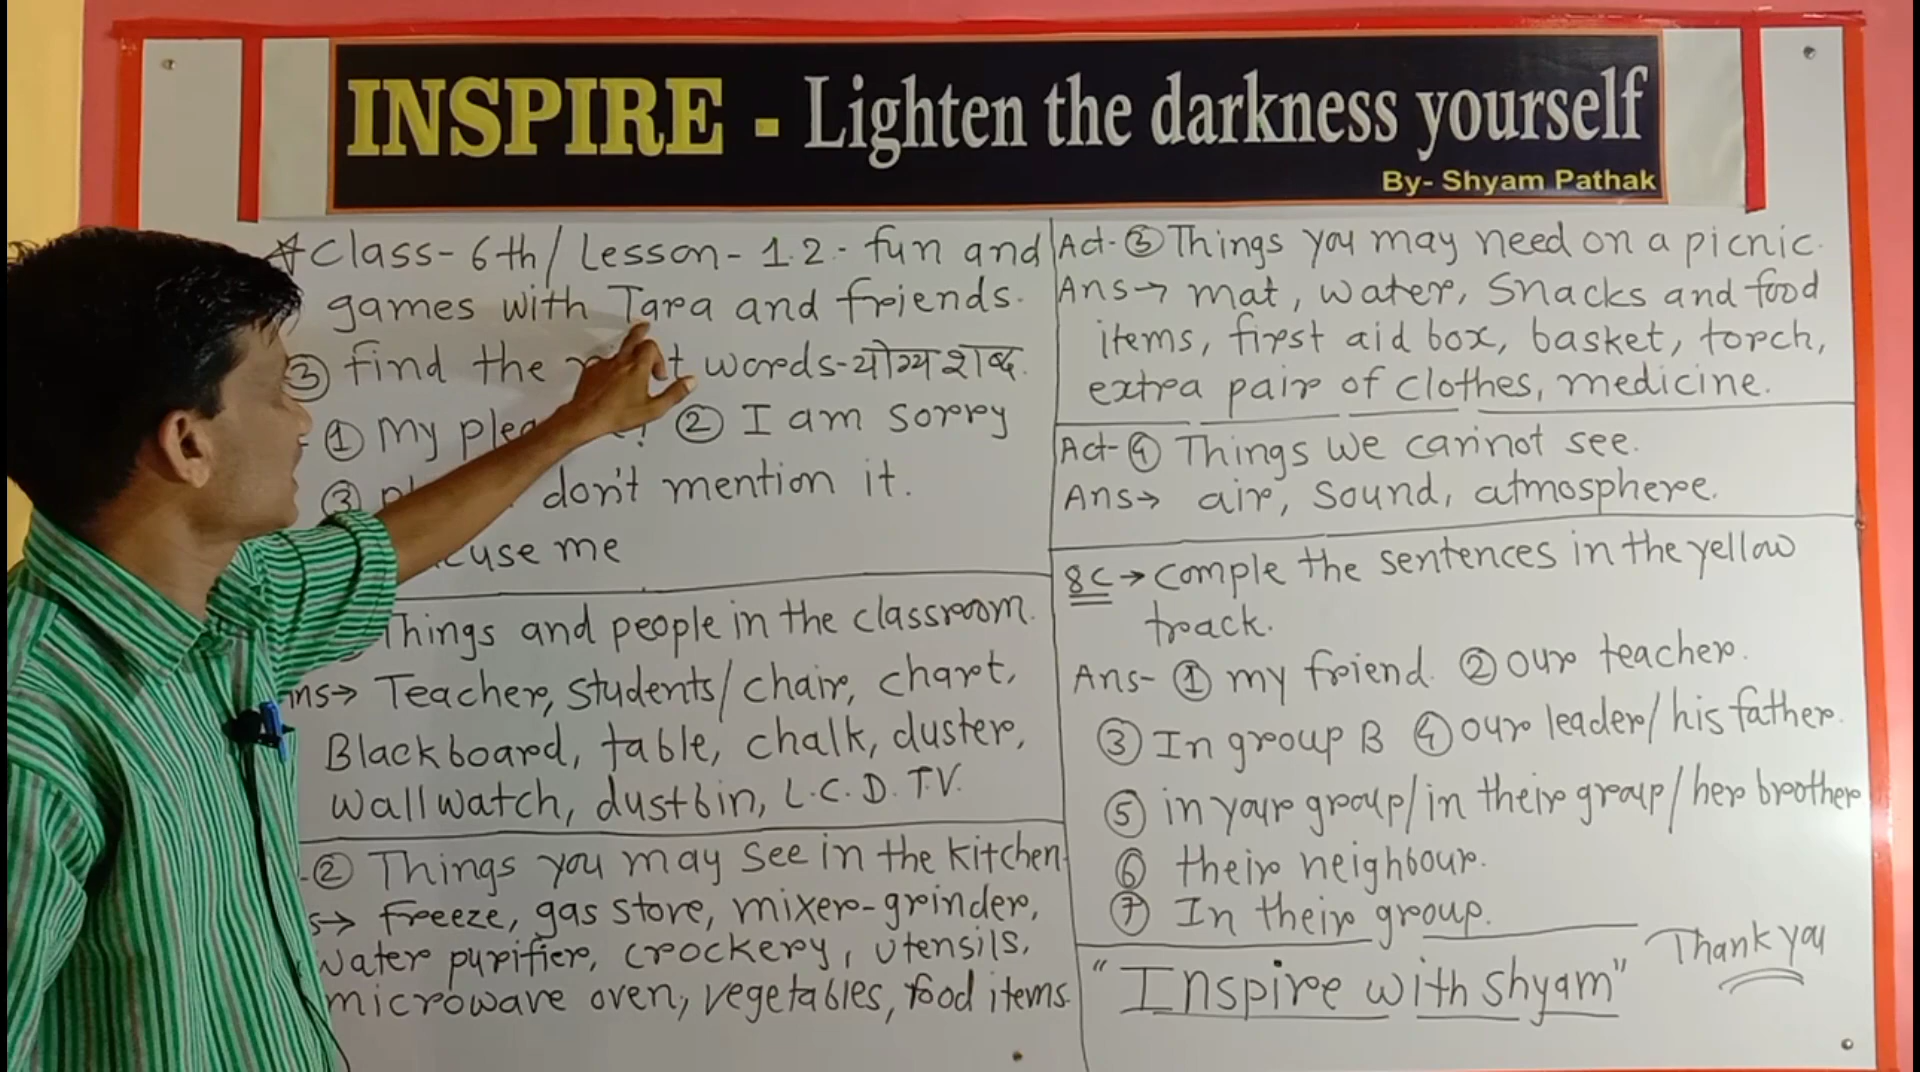 INSPIRE - Lighten the darkness yourself
By- Shyam Pathak
☆ Class- 6th/ Lesson- 1.2.- fun and
games with Tara and friends.
③ find the words-योग्य शब्द.
① My ② I am sorry
③ don't mention it.
me
Things and people in the classroom.
Ans→ Teacher, students/ chair, chart,
Blackboard, table, chalk, duster,
wallwatch, dustbin, L.C.D. T.V.
② Things you may see in the kitchen
→ Freeze, gas store, mixer-grinder,
water purifier, crockery, utensils,
microwave oven, vegetables, food items.
Act- ③ Things you may need on a picnic.
Ans→ mat, water, Snacks and food
items, first aid box, basket, torch,
extra pair of clothes, medicine.
Act- ④ Things we cannot see.
Ans→ air, sound, atmosphere.
8C → Comple the sentences in the yellow
track.
Ans- ① my friend. ② our teacher.
③ In group B ④ our leader/ his father.
⑤ in your group/in their group/ her brother
⑥ their neighbour.
⑦ In their group.
Thank you
"Inspire with shyam"